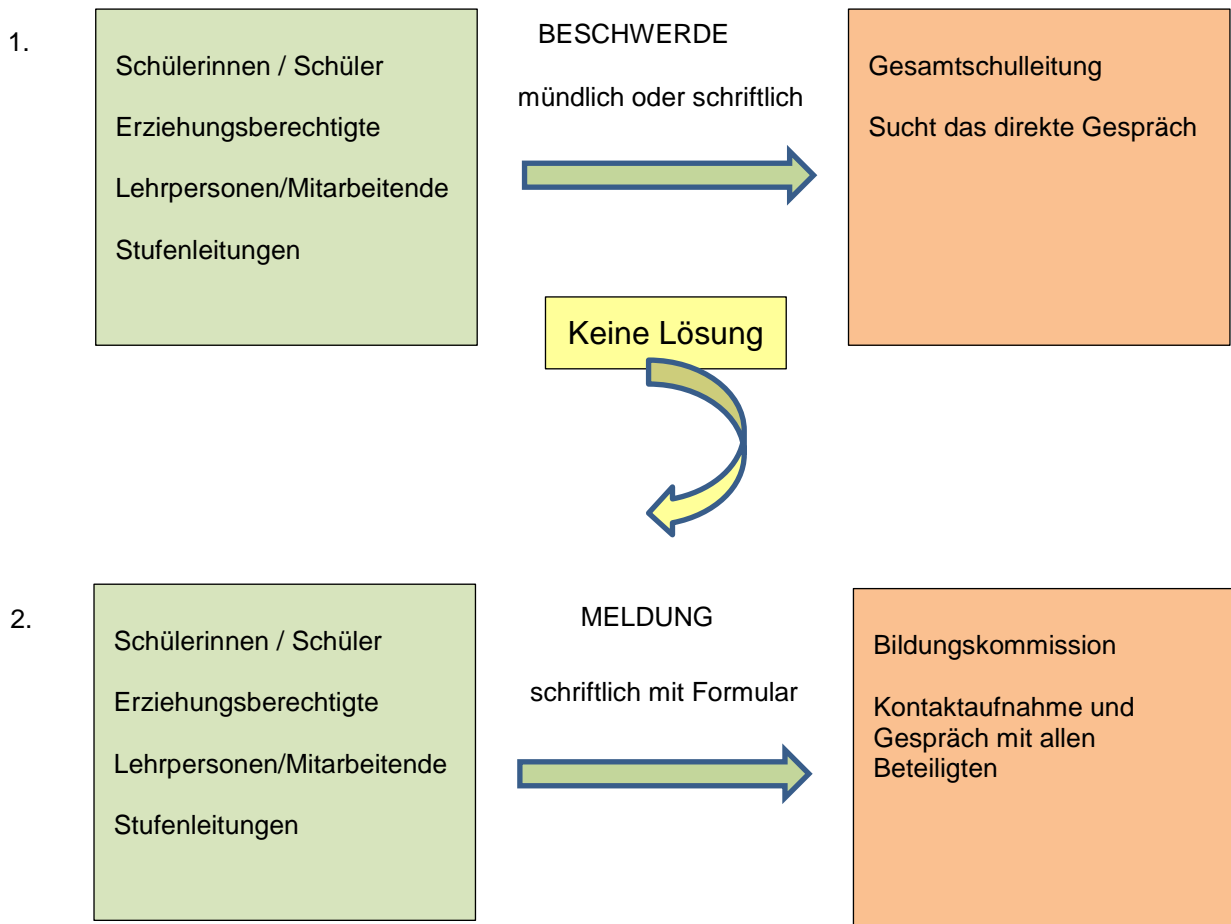 1.
Schülerinnen / Schüler
Erziehungsberechtigte
Lehrpersonen/Mitarbeitende
Stufenleitungen
BESCHWERDE
mündlich oder schriftlich
Gesamtschulleitung
Sucht das direkte Gespräch
Keine Lösung
2.
Schülerinnen / Schüler
Erziehungsberechtigte
Lehrpersonen/Mitarbeitende
Stufenleitungen
MELDUNG
schriftlich mit Formular
Bildungskommission
Kontaktaufnahme und
Gespräch mit allen
Beteiligten